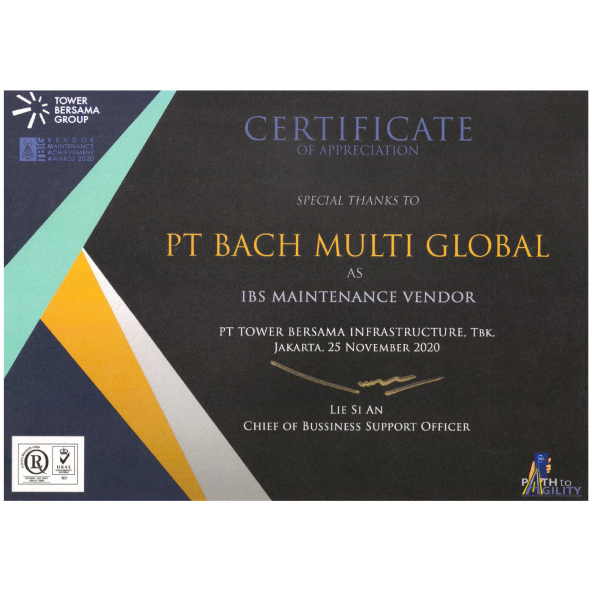 TOWER
BERSAMA
GROUP
VENDOR
MAINTENANCE
ACHIEVEMENT
AWARDS 2020
CERTIFICATE
OF APPRECIATION
SPECIAL THANKS TO
PT BACH MULTI GLOBAL
AS
IBS MAINTENANCE VENDOR
PT TOWER BERSAMA INFRASTRUCTURE, TBK.
JAKARTA, 25 NOVEMBER 2020
LIE SI AN
CHIEF OF BUSSINESS SUPPORT OFFICER
R
UKAS
001
PATH to
AGILITY